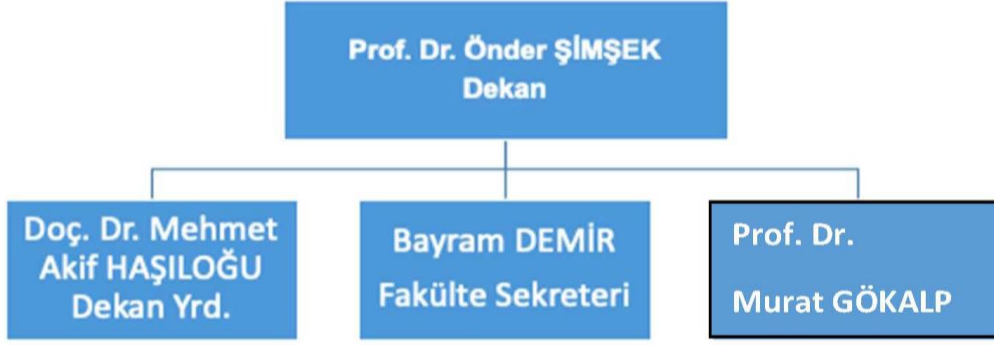 Prof. Dr. Önder ŞİMŞEK
Dekan
Doç. Dr. Mehmet
Akif HAŞILOĞU
Dekan Yrd.
Bayram DEMİR
Fakülte Sekreteri
Prof. Dr.
Murat GÖKALP